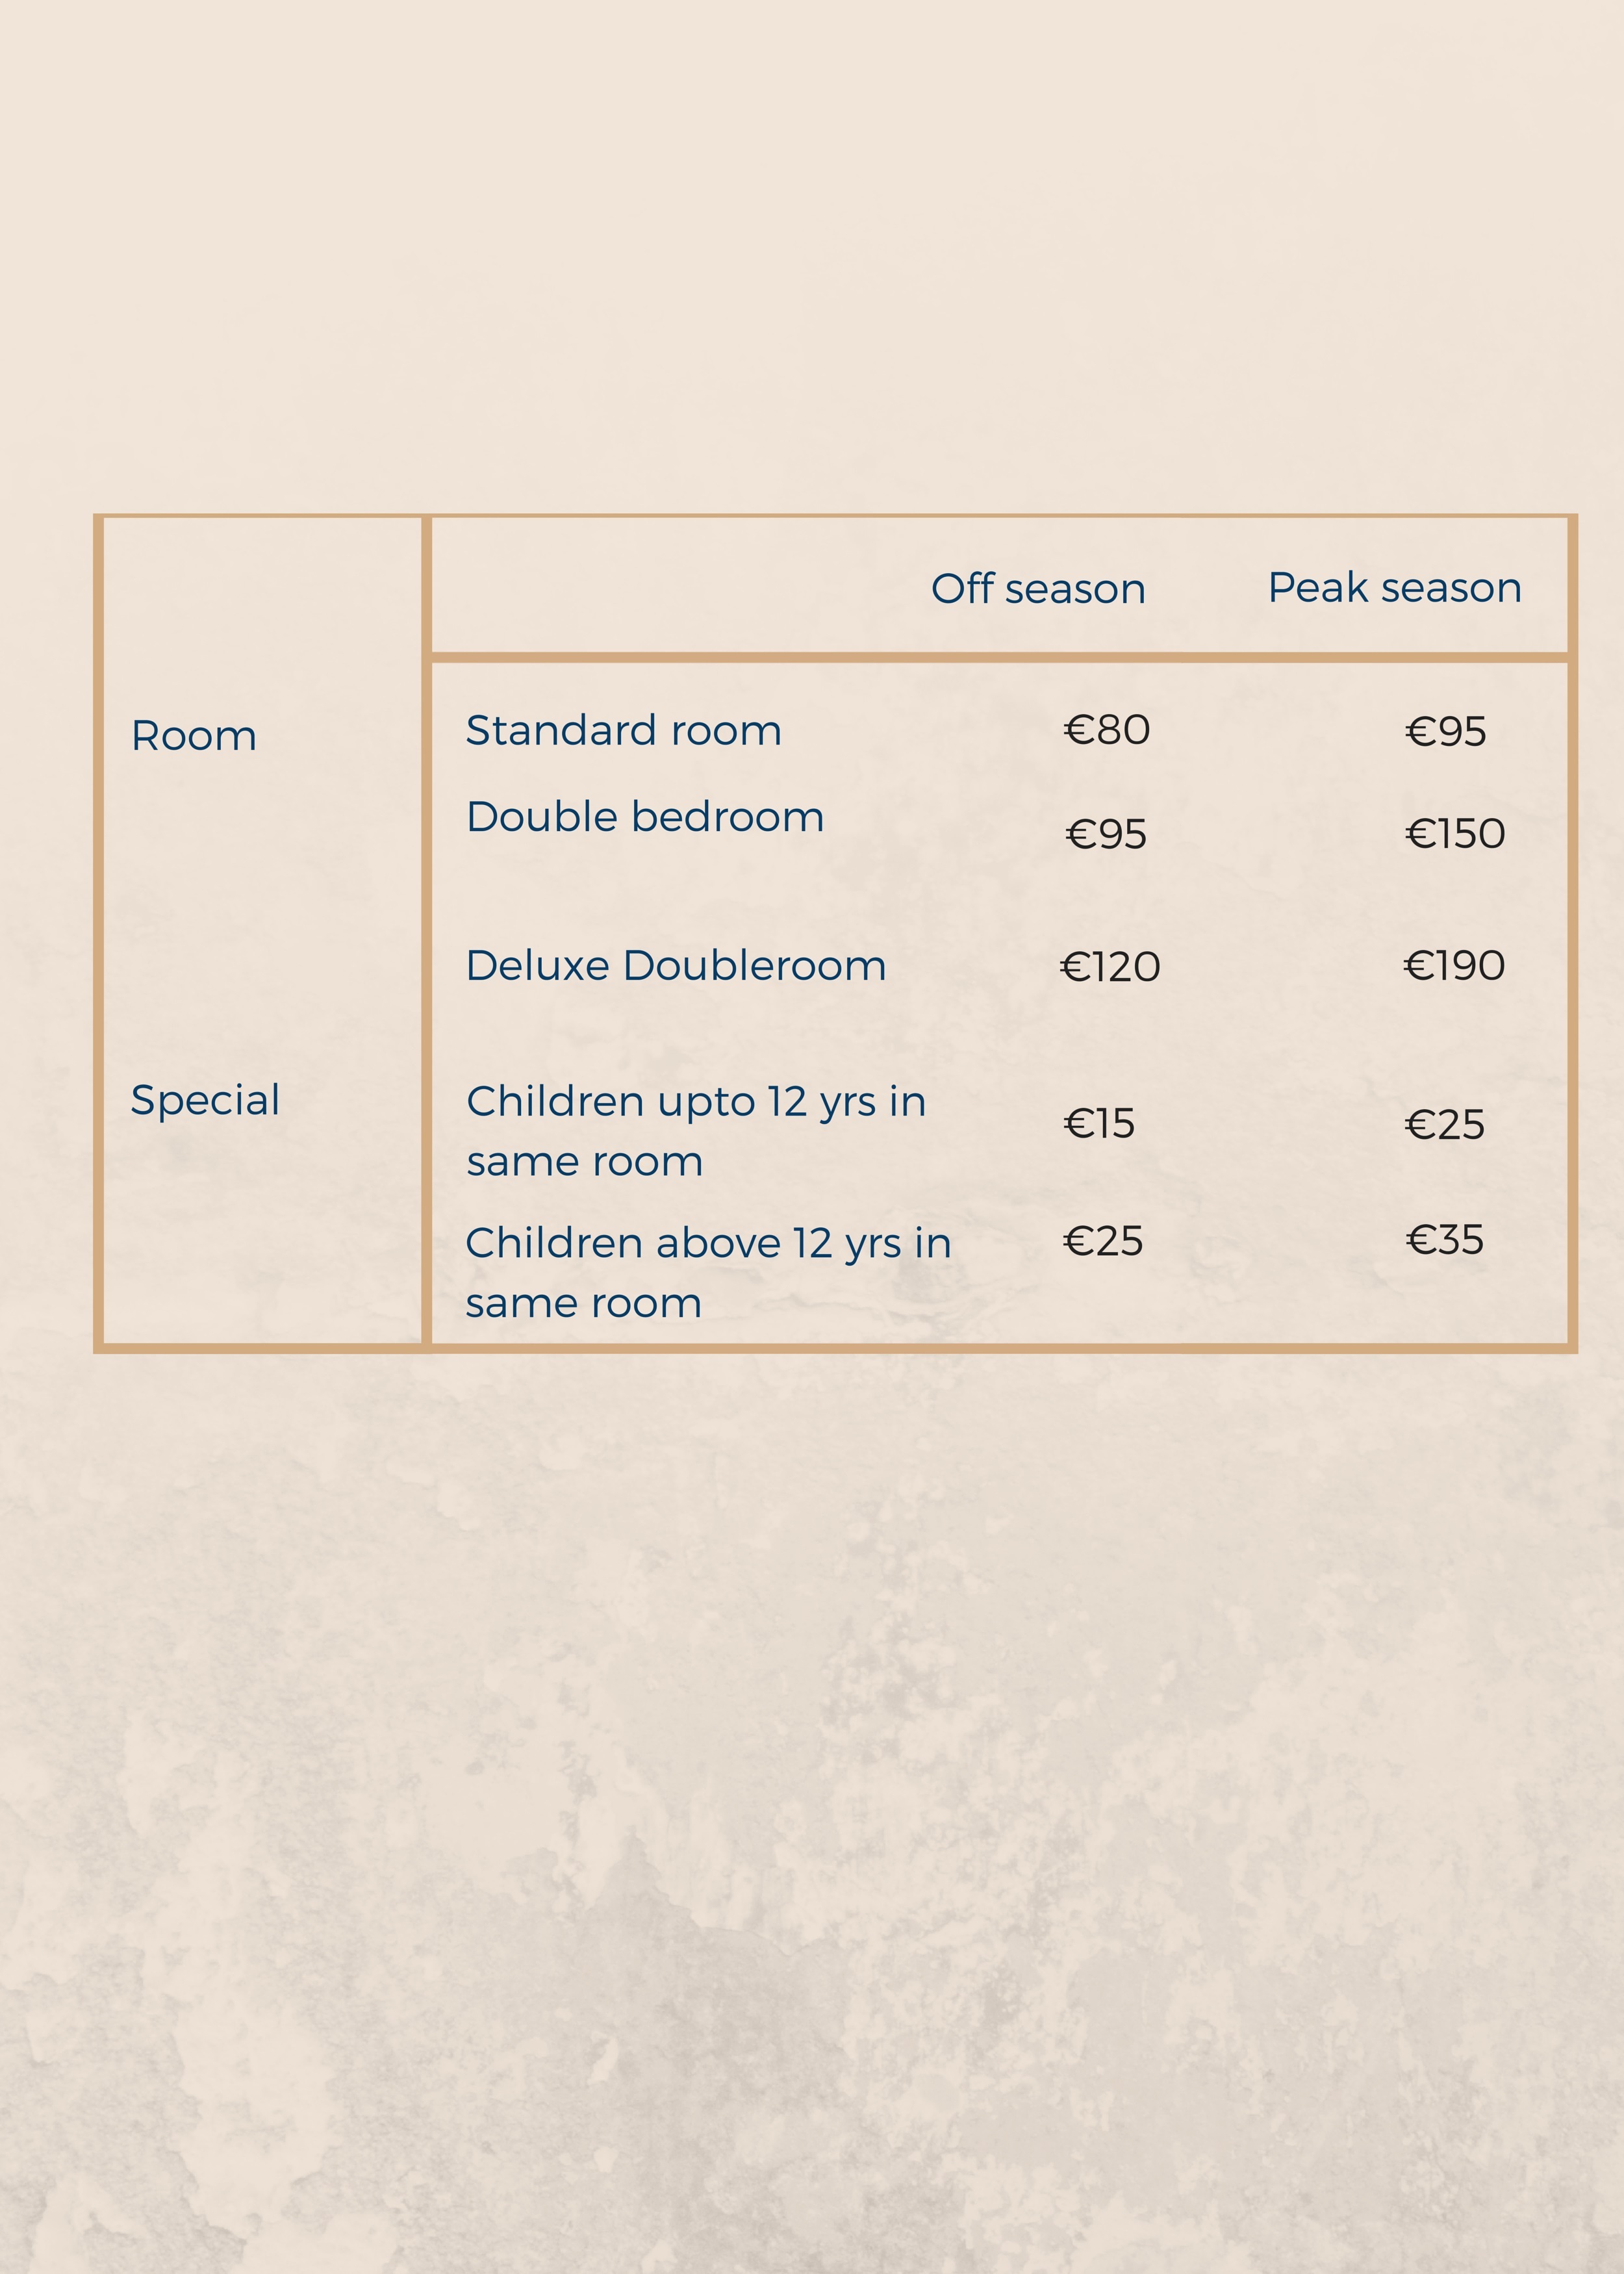 Off season Peak season
Room Standard room €80 €95
Double bedroom €95 €150
Deluxe Doubleroom €120 €190
Special Children upto 12 yrs in €15 €25
same room
Children above 12 yrs in €25 €35
same room